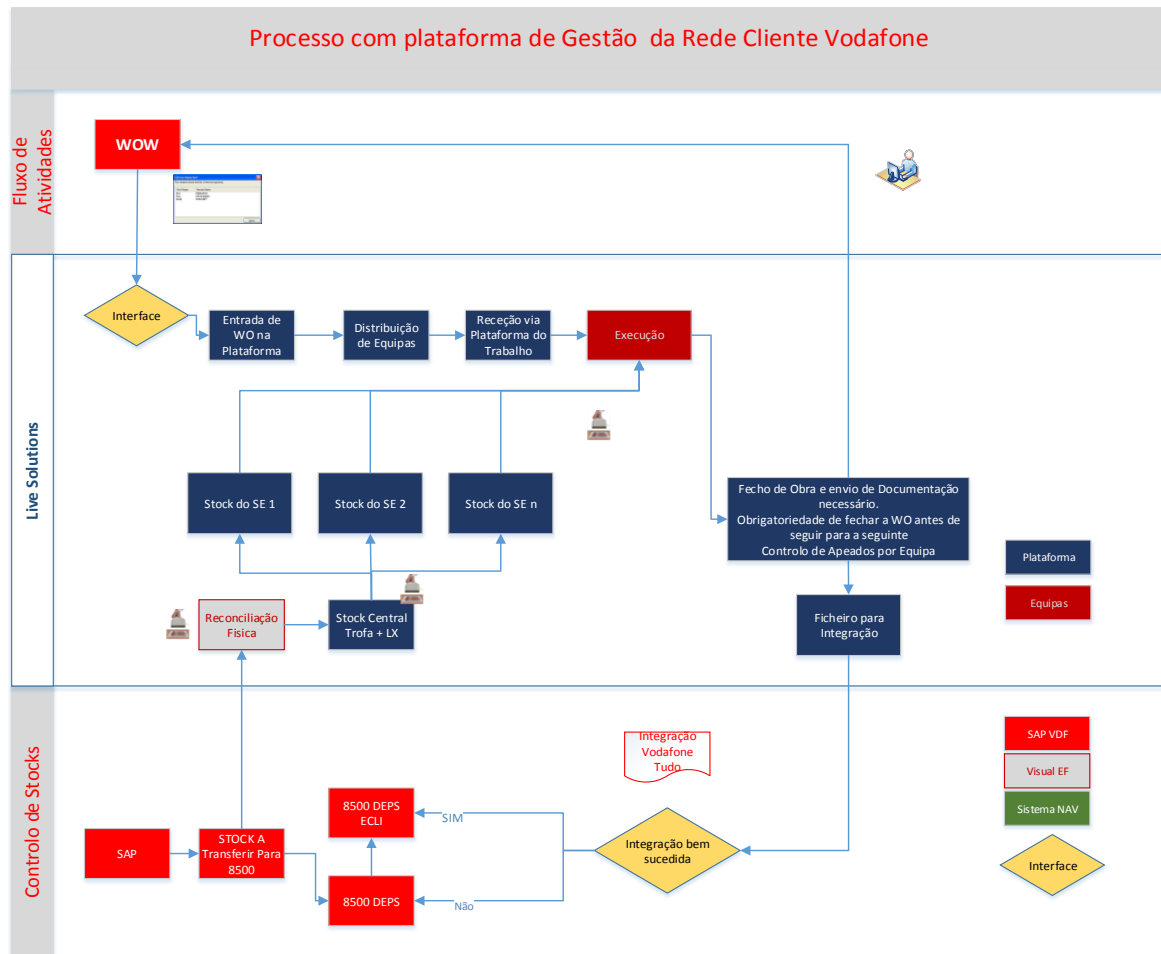 Processo com plataforma de Gestão da Rede Cliente Vodafone
Fluxo de
Atividades
WOW
Live Solutions
Interface
Entrada de
WO na
Plataforma
Distribuição
de Equipas
Receção via
Plataforma do
Trabalho
Execução
Stock do SE 1
Stock do SE 2
Stock do SE n
Fecho de Obra e envio de Documentação
necessário.
Obrigatoriedade de fechar a WO antes de
seguir para a seguinte
Controlo de Apeados por Equipa
Plataforma
Equipas
Reconciliação
Fisica
Stock Central
Trofa + LX
Ficheiro para
Integração
Controlo de Stocks
Integração
Vodafone
Tudo
SAP VDF
Visual EF
Sistema NAV
Interface
8500 DEPS
ECLI
SIM
SAP
STOCK A
Transferir Para
8500
Integração bem
sucedida
8500 DEPS
Não